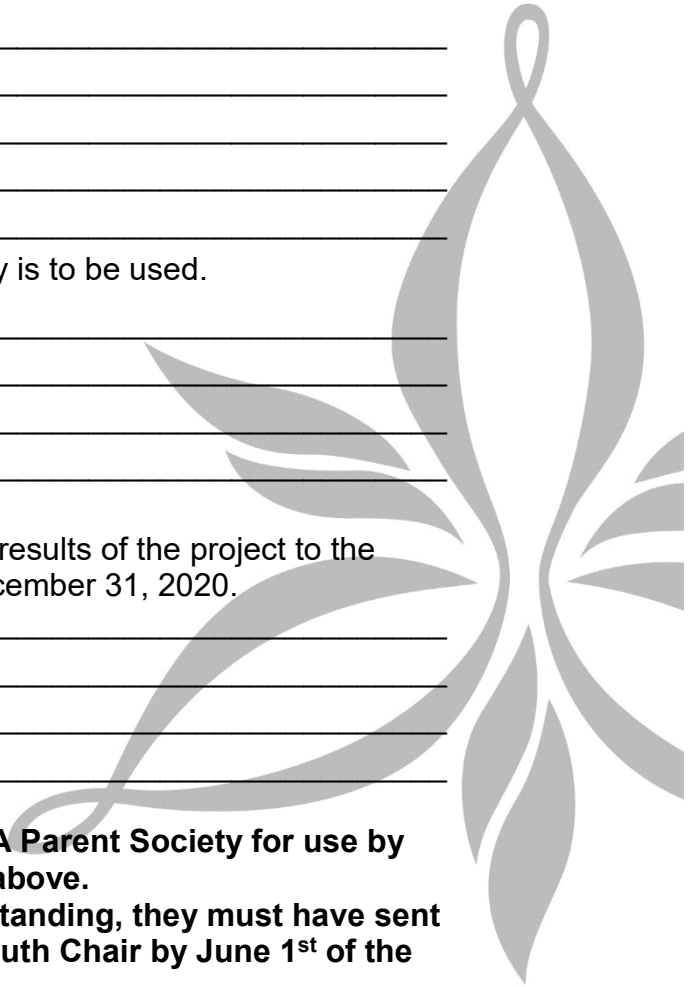 y is to be used.
results of the project to the
cember 31, 2020.
A Parent Society for use by
above.
tanding, they must have sent
uth Chair by June 1st of the